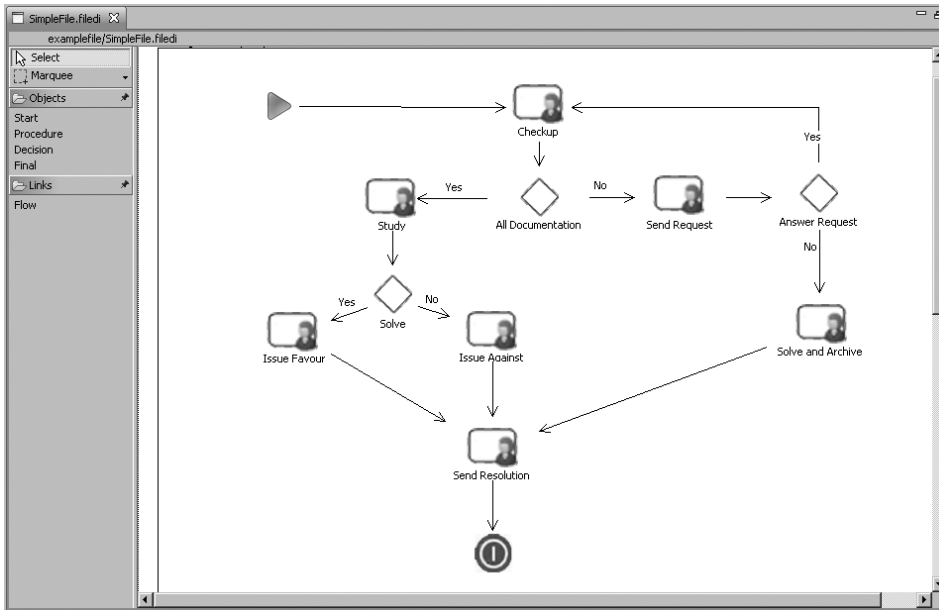 SimpleFile.filedi
examplefile/SimpleFile.filedi
Select
Marquee
Objects
Start
Procedure
Decision
Final
Links
Flow
Checkup
Yes
Yes
No
Study
All Documentation
Send Request
Answer Request
No
Yes
No
Solve
Issue Favour
Issue Against
Solve and Archive
Send Resolution